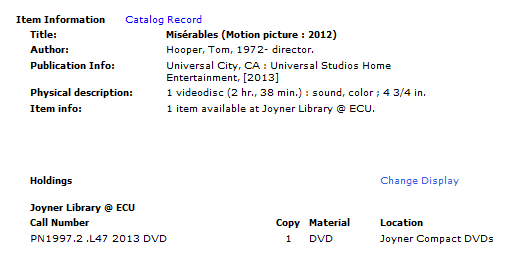 Item Information Catalog Record
Title: Misérables (Motion picture : 2012)
Author: Hooper, Tom, 1972- director.
Publication Info: Universal City, CA : Universal Studios Home
Entertainment, [2013]
Physical description: 1 videodisc (2 hr., 38 min.) : sound, color ; 4 3/4 in.
Item info: 1 item available at Joyner Library @ ECU.
Holdings Change Display
Joyner Library @ ECU
Call Number Copy Material Location
PN1997.2 .L47 2013 DVD 1 DVD Joyner Compact DVDs